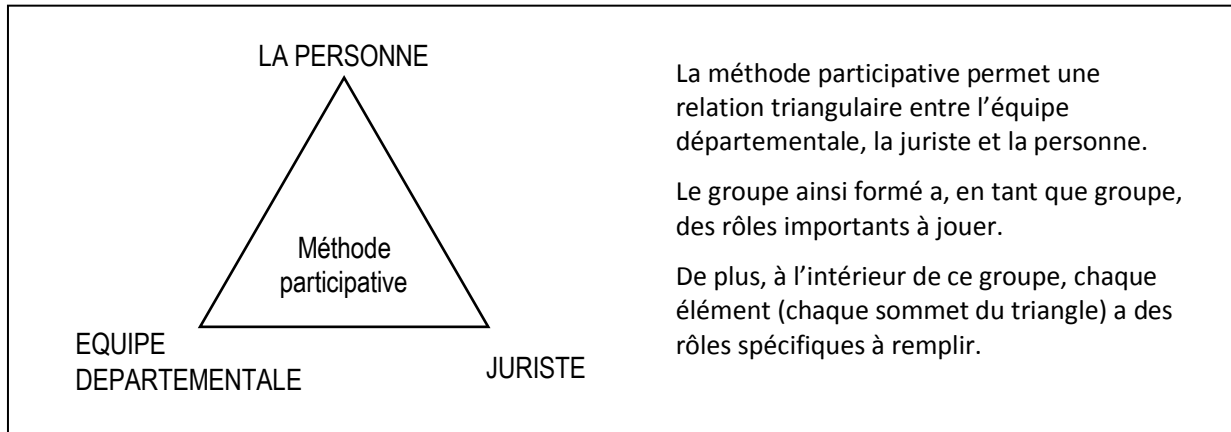 LA PERSONNE
Méthode
participative
EQUIPE
DEPARTEMENTALE
JURISTE
La méthode participative permet une
relation triangulaire entre l’équipe
départementale, la juriste et la personne.
Le groupe ainsi formé a, en tant que groupe,
des rôles importants à jouer.
De plus, à l’intérieur de ce groupe, chaque
élément (chaque sommet du triangle) a des
rôles spécifiques à remplir.